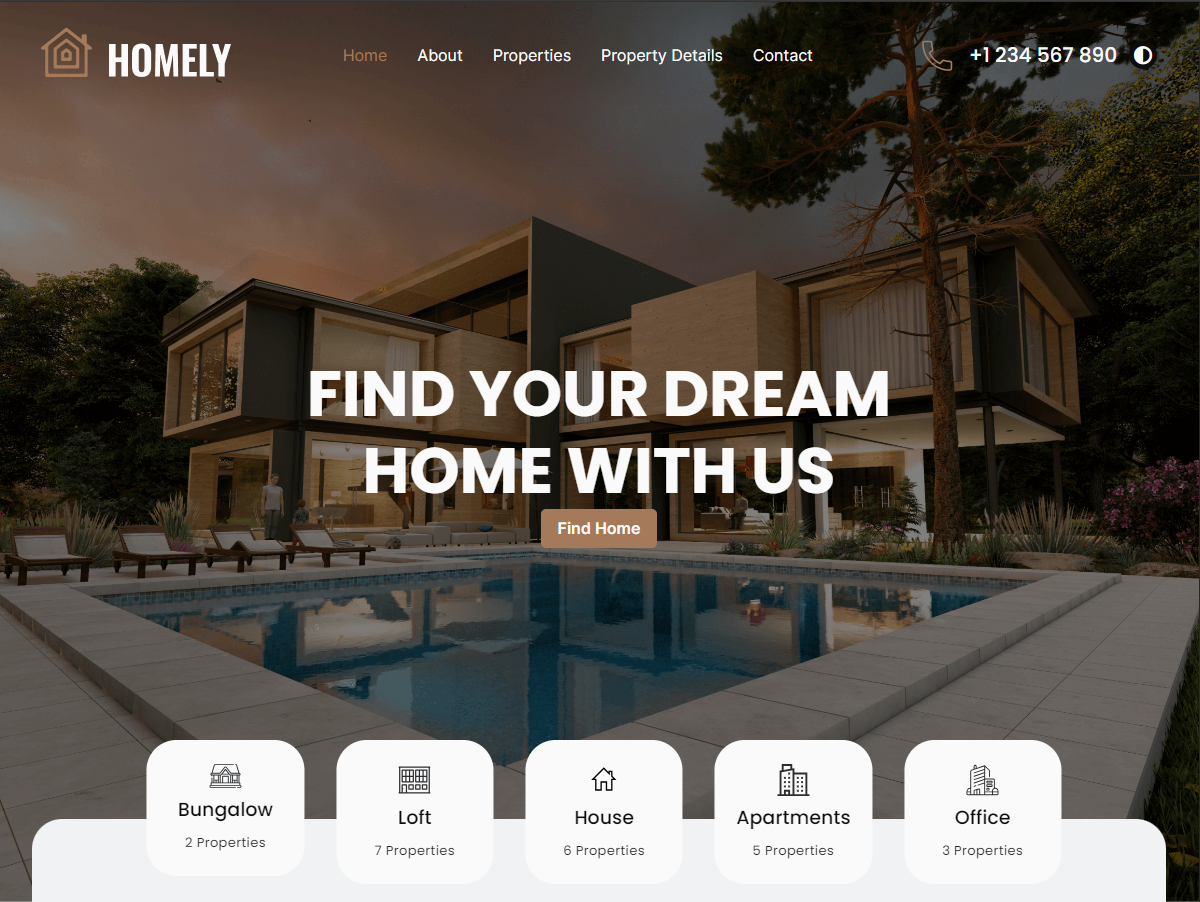 HOMELY
Home About Properties Property Details Contact
+1 234 567 890
FIND YOUR DREAM
HOME WITH US
Find Home
Bungalow
2 Properties
Loft
7 Properties
House
6 Properties
Apartments
5 Properties
Office
3 Properties